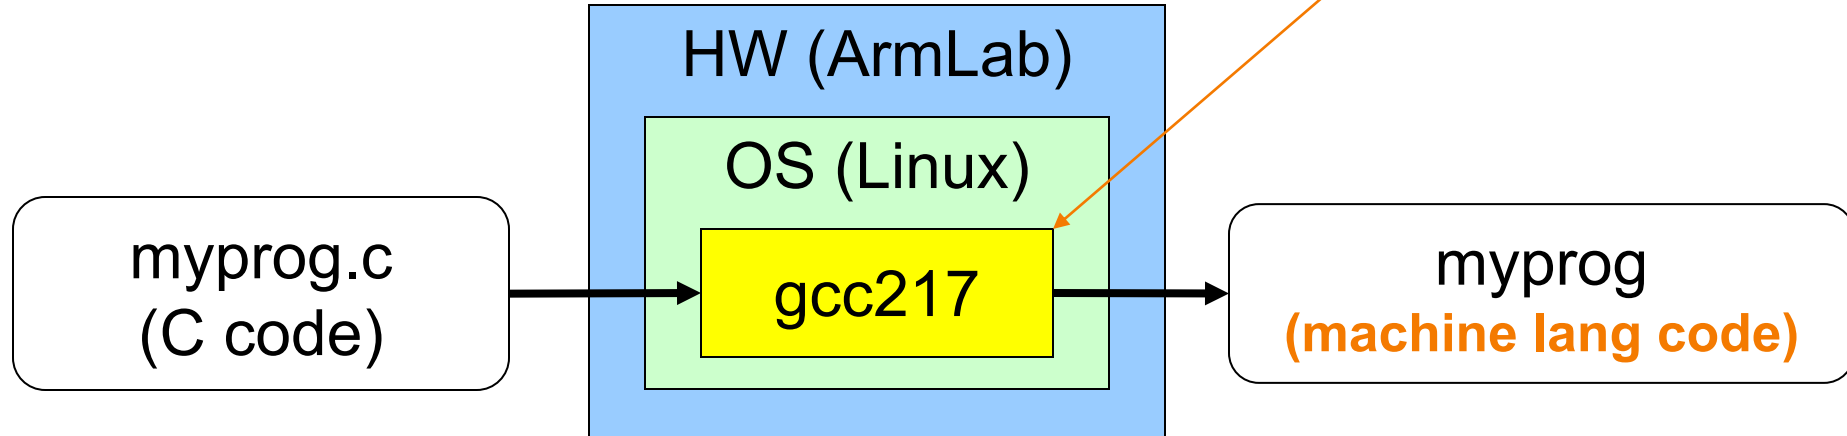 HW (ArmLab)
OS (Linux)
myprog.c
(C code)
gcc217
myprog
(machine lang code)